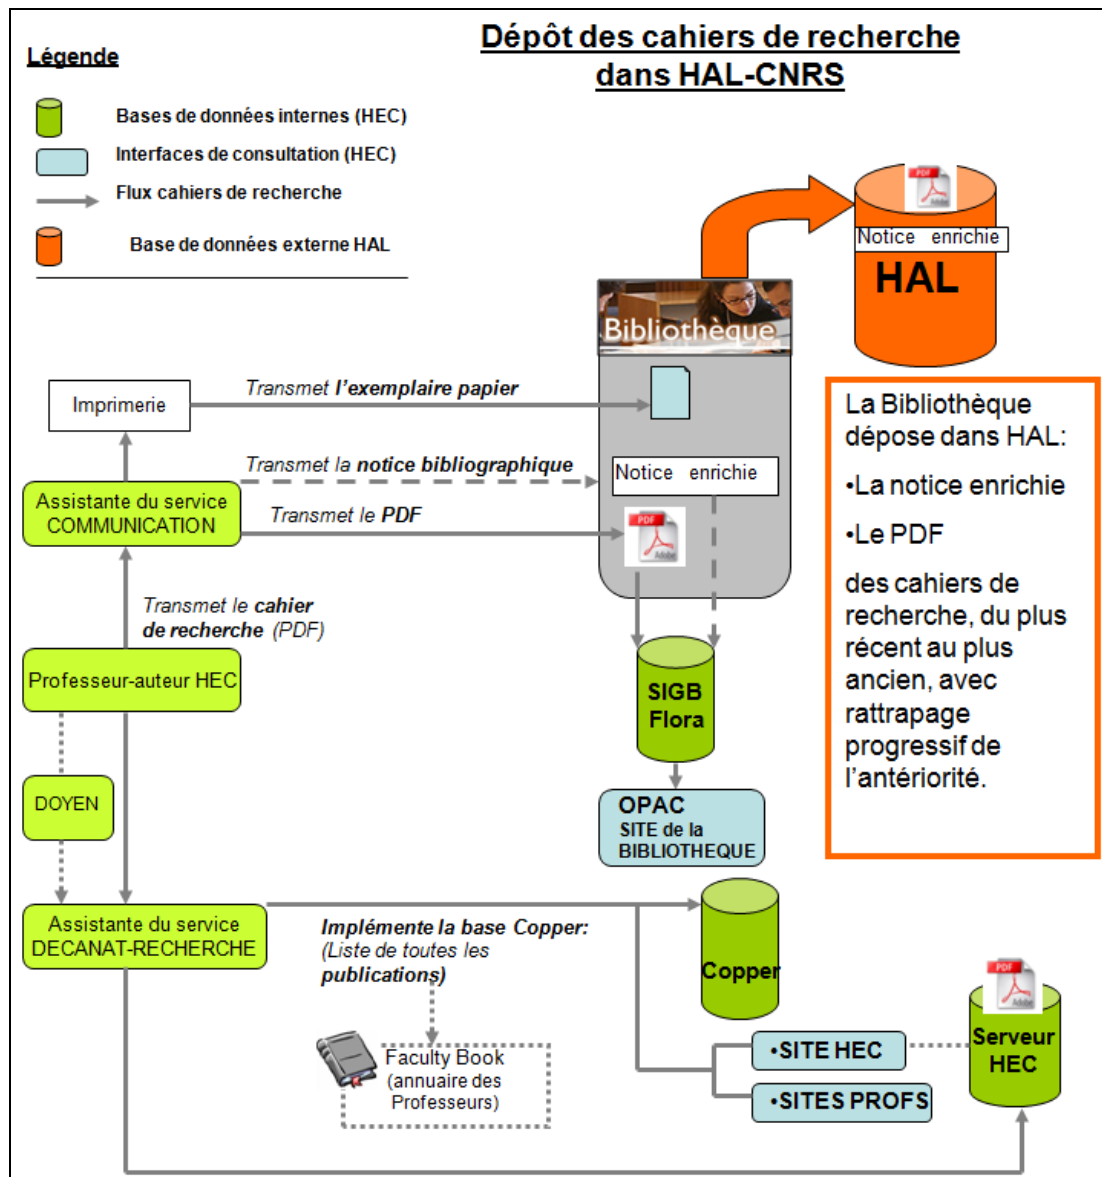 Dépôt des cahiers de recherche
dans HAL-CNRS
Légende
Bases de données internes (HEC)
Interfaces de consultation (HEC)
Flux cahiers de recherche
Base de données externe HAL
PDF
Adobe
Notice enrichie
HAL
Bibliothèque
Imprimerie
Transmet l'exemplaire papier
Transmet la notice bibliographique
Notice enrichie
Assistante du service
COMMUNICATION
Transmet le PDF
PDF
Adobe
Transmet le cahier
de recherche (PDF)
Professeur-auteur HEC
SIGB
Flora
DOYEN
OPAC
SITE de la
BIBLIOTHEQUE
La Bibliothèque
dépose dans HAL:
•La notice enrichie
•Le PDF
des cahiers de
recherche, du plus
récent au plus
ancien, avec
rattrapage
progressif de
l'antériorité.
Assistante du service
DECANAT-RECHERCHE
Implémente la base Copper:
(Liste de toutes les
publications)
Copper
PDF
Adobe
Serveur
HEC
Faculty Book
(annuaire des
Professeurs)
•SITE HEC
•SITES PROFS